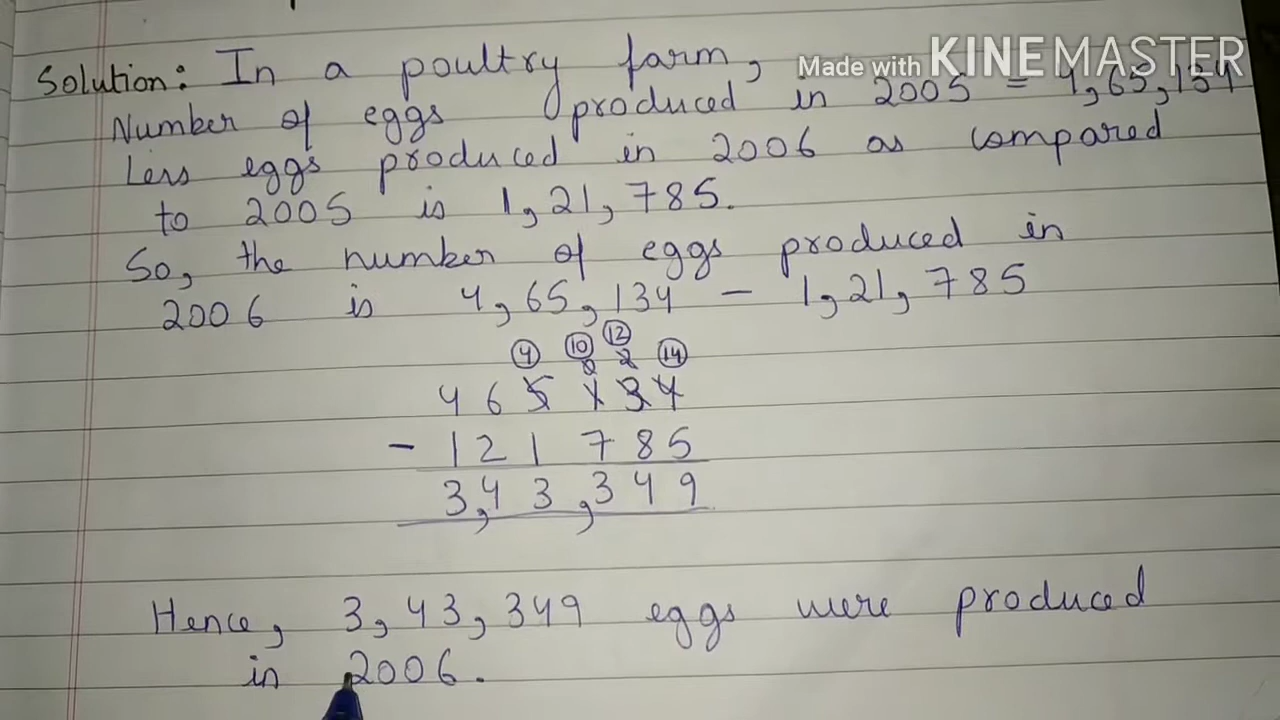 Made with KINEMASTER
Solution: In a poultry farm,
Number of eggs produced in 2005 = 4,65,134
Less eggs produced in 2006 as compared
to 2005 is 1,21,785.
So, the number of eggs produced in
2006 is 4,65,134 - 1,21,785
4 10 12 14
0 2
4 6 5 1 3 4
- 1 2 1 7 8 5
3,4 3,3 4 9
Hence, 3,43,349 eggs were produced
in 2006.